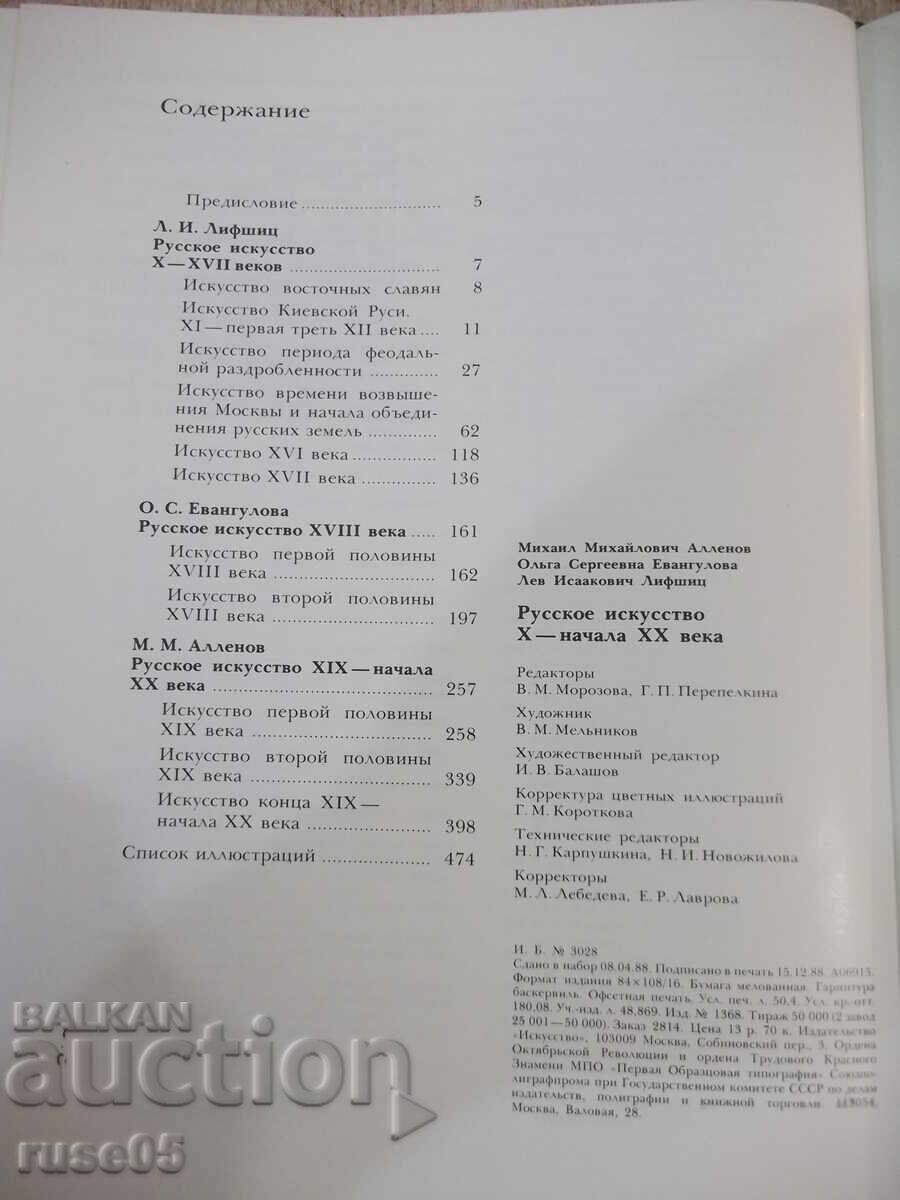 Содержание
Предисловие ............................. 5
Л. И. Лифшиц
Русское искусство
X—XVII веков ............................... 7
Искусство восточных славян 8
Искусство Киевской Руси.
XI — первая треть XII века .... 11
Искусство периода феодаль-
ной раздробленности .............. 27
Искусство времени возвыше-
ния Москвы и начала объеди-
нения русских земель .............. 62
Искусство XVI века ................ 118
Искусство XVII века ............... 136
О. С. Евангулова
Русское искусство XVIII века ..... 161
Искусство первой половины
XVIII века ................................ 162
Искусство второй половины
XVIII века ................................ 197
М. М. Алленов
Русское искусство XIX — начала
XX века ........................................... 257
Искусство первой половины
XIX века .................................. 258
Искусство второй половины
XIX века .................................. 339
Искусство конца XIX —
начала XX века ....................... 398
Список иллюстраций ..................... 474
Михаил Михайлович Алленов
Ольга Сергеевна Евангулова
Лев Исаакович Лифшиц
Русское искусство
X — начала XX века
Редакторы
В. М. Морозова, Г. П. Перепелкина
Художник
В. М. Мельников
Художественный редактор
И. В. Балашов
Корректура цветных иллюстраций
Г. М. Короткова
Технические редакторы
Н. Г. Карпушкина, Н. И. Новожилова
Корректоры
М. Л. Лебедева, Е. Р. Лаврова
И. Б. № 3028
Сдано в набор 08.04.88. Подписано в печать 15.12.88. А06915.
Формат издания 84×108/16. Бумага мелованная. Гарнитура
баскервиль. Офсетная печать. Усл. печ. л. 50,4. Усл. кр.-отт.
180,08. Уч.-изд. л. 48,869. Изд. № 1368. Тираж 50 000 (2 завод
25 001—50 000). Заказ 2814. Цена 13 р. 70 к. Издательство
«Искусство», 103009 Москва, Собиновский пер., 3. Ордена
Октябрьской Революции и ордена Трудового Красного
Знамени МПО «Первая Образцовая типография» Союзпо-
лиграфпрома при Государственном комитете СССР по делам
издательств, полиграфии и книжной торговли. 113054,
Москва, Валовая, 28.
BALKAN
auction
ruse05